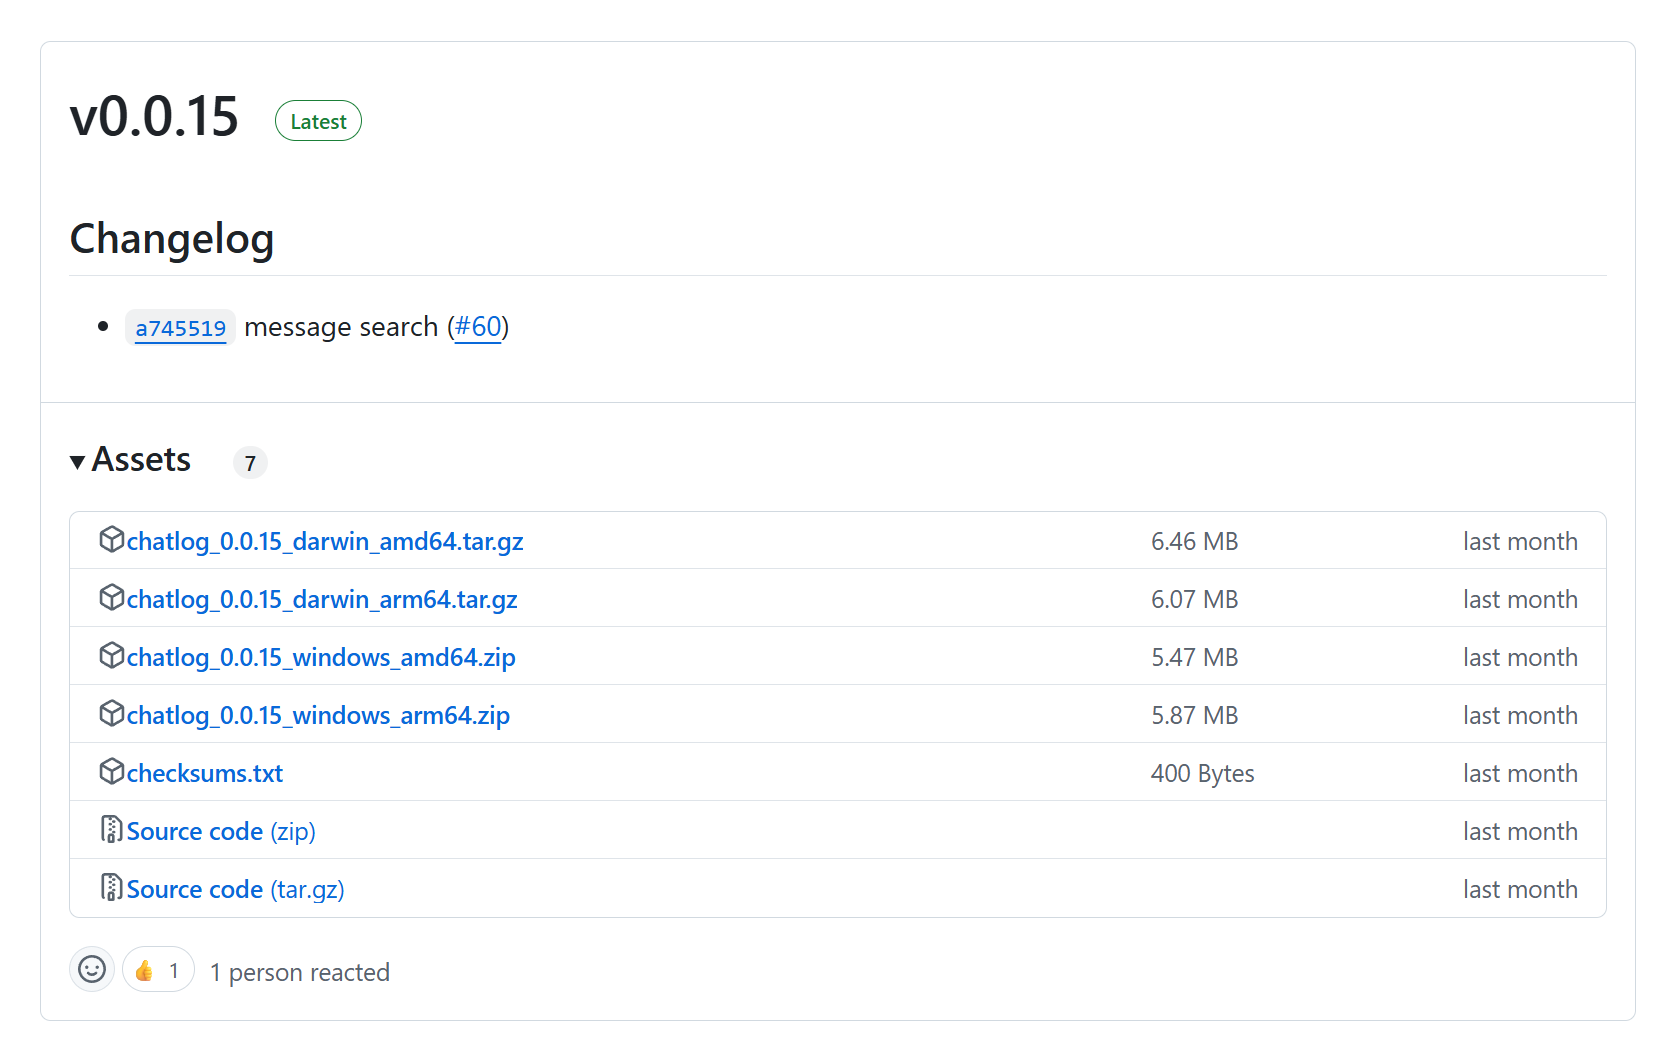 v0.0.15 Latest
Changelog
a745519 message search (#60)
Assets 7
chatlog_0.0.15_darwin_amd64.tar.gz 6.46 MB last month
chatlog_0.0.15_darwin_arm64.tar.gz 6.07 MB last month
chatlog_0.0.15_windows_amd64.zip 5.47 MB last month
chatlog_0.0.15_windows_arm64.zip 5.87 MB last month
checksums.txt 400 Bytes last month
Source code (zip) last month
Source code (tar.gz) last month
👍 1 1 person reacted